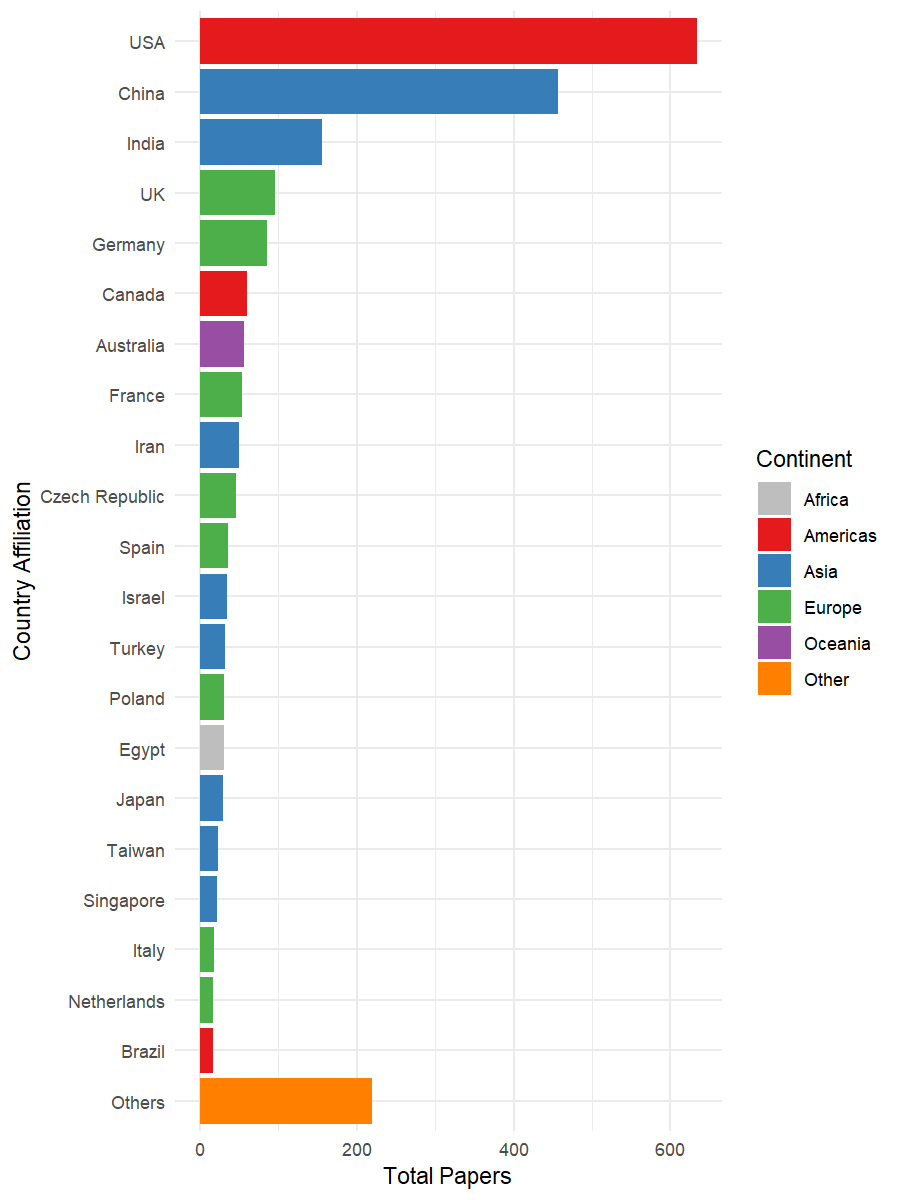 USA
China
India
UK
Germany
Canada
Australia
France
Iran
Czech Republic
Spain
Israel
Turkey
Poland
Egypt
Japan
Taiwan
Singapore
Italy
Netherlands
Brazil
Others
Country Affiliation
0 200 400 600
Total Papers
Continent
Africa
Americas
Asia
Europe
Oceania
Other